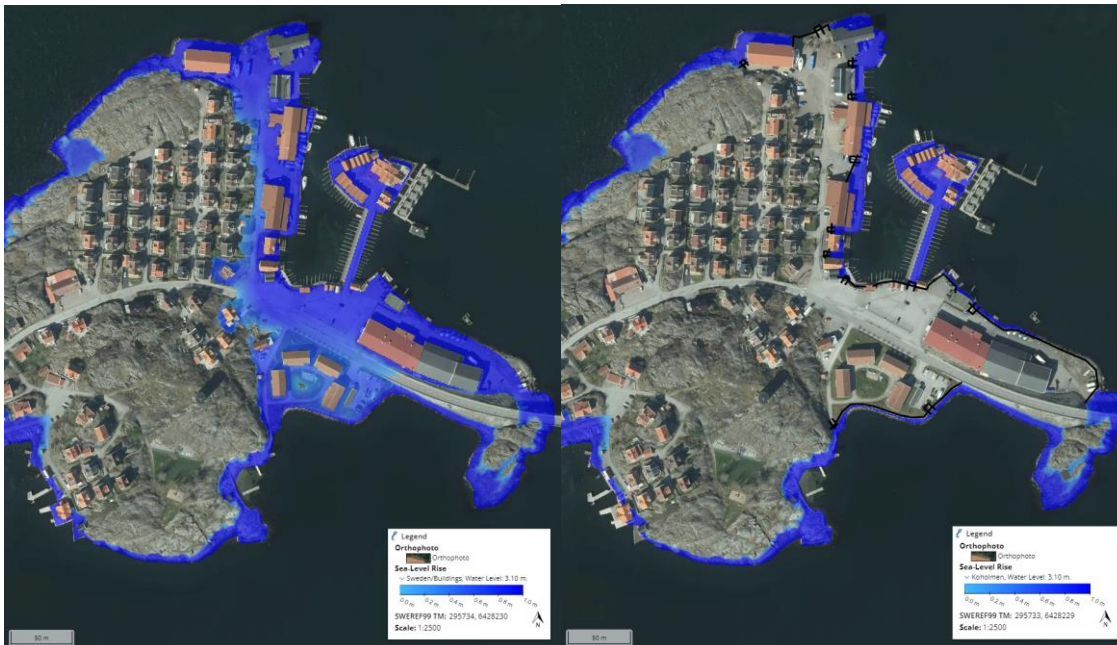 Legend
Orthophoto
Orthophoto
Sea-Level Rise
Sweden/Buildings, Water Level: 3.10 m.
0.0 m 0.2 m 0.4 m 0.6 m 0.8 m 1.0 m
SWEREF99 TM: 295734, 6428230
Scale: 1:2500
N
50 m
Legend
Orthophoto
Orthophoto
Sea-Level Rise
Koholmen, Water Level: 3.10 m.
0.0 m 0.2 m 0.4 m 0.6 m 0.8 m 1.0 m
SWEREF99 TM: 295733, 6428229
Scale: 1:2500
N
50 m